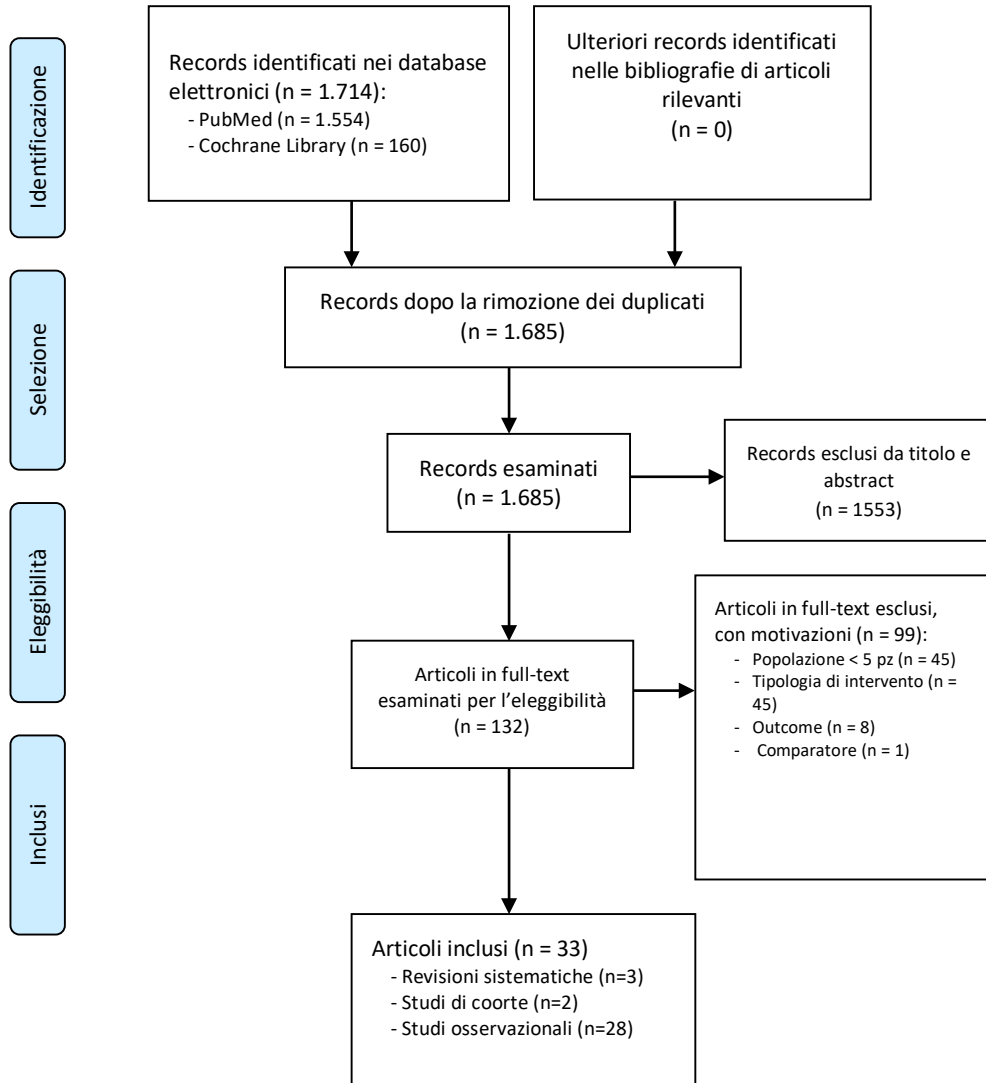 Identificazione
Records identificati nei database
elettronici (n = 1.714):
- PubMed (n = 1.554)
- Cochrane Library (n = 160)
Ulteriori records identificati
nelle bibliografie di articoli
rilevanti
(n = 0)
Selezione
Records dopo la rimozione dei duplicati
(n = 1.685)
Records esaminati
(n = 1.685)
Records esclusi da titolo e
abstract
(n = 1553)
Eleggibilità
Articoli in full-text
esaminati per l'eleggibilità
(n = 132)
Articoli in full-text esclusi,
con motivazioni (n = 99):
- Popolazione < 5 pz (n = 45)
- Tipologia di intervento (n =
45)
- Outcome (n = 8)
- Comparatore (n = 1)
Inclusi
Articoli inclusi (n = 33)
- Revisioni sistematiche (n=3)
- Studi di coorte (n=2)
- Studi osservazionali (n=28)